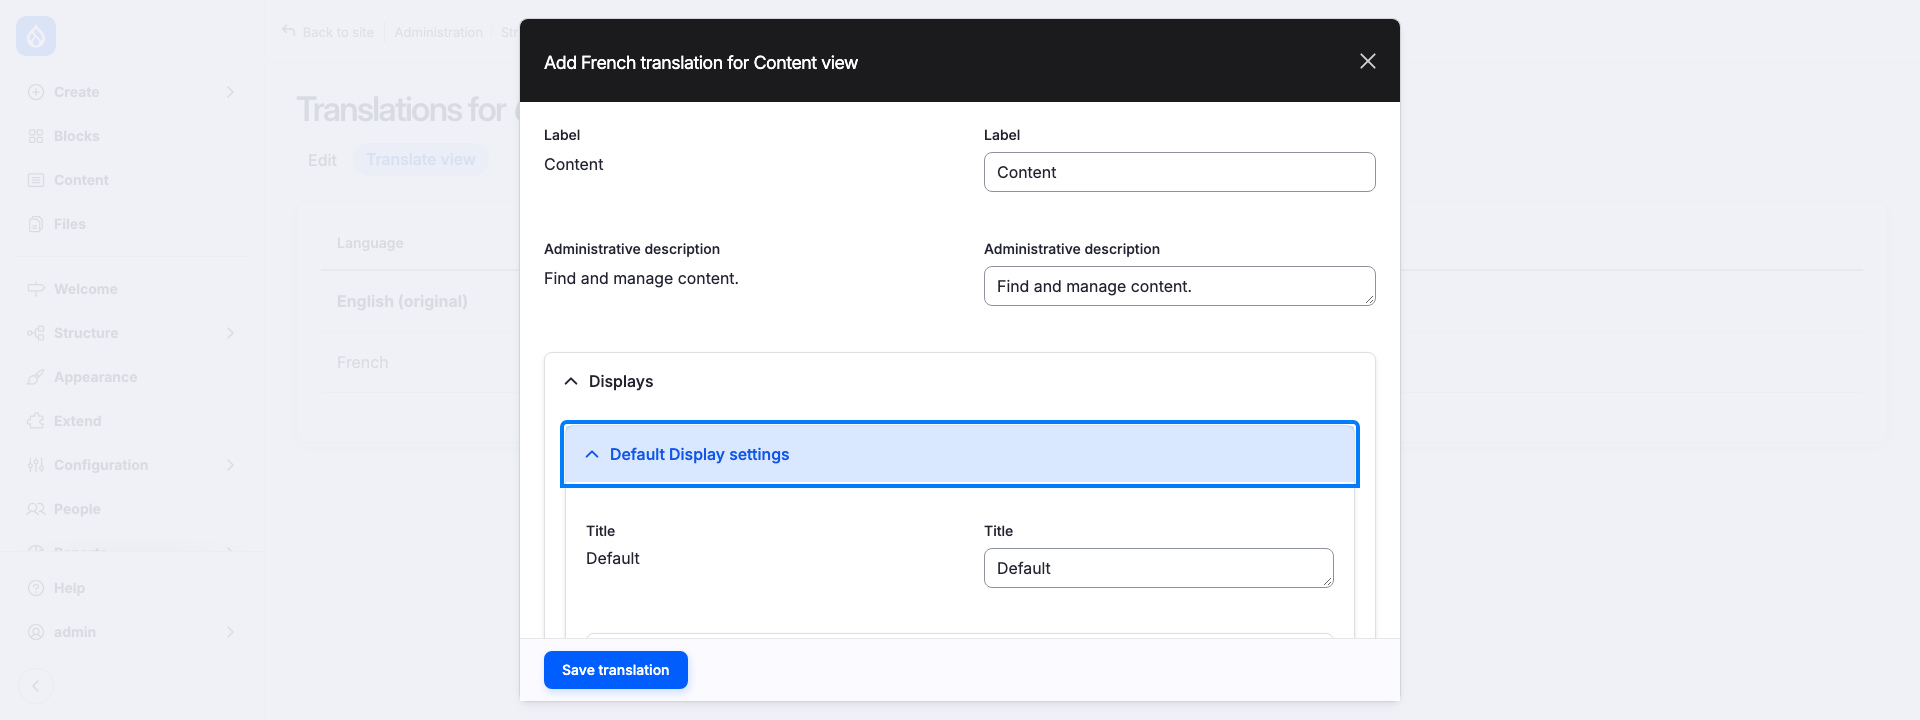 Back to site
Administration
Create
Translations for
Blocks
Edit
Translate view
Content
Files
Language
Welcome
English (original)
Structure
French
Appearance
Extend
Configuration
People
Help
admin
Add French translation for Content view
Label
Content
Label
Content
Administrative description
Find and manage content.
Administrative description
Find and manage content.
Displays
Default Display settings
Title
Default
Title
Default
Save translation